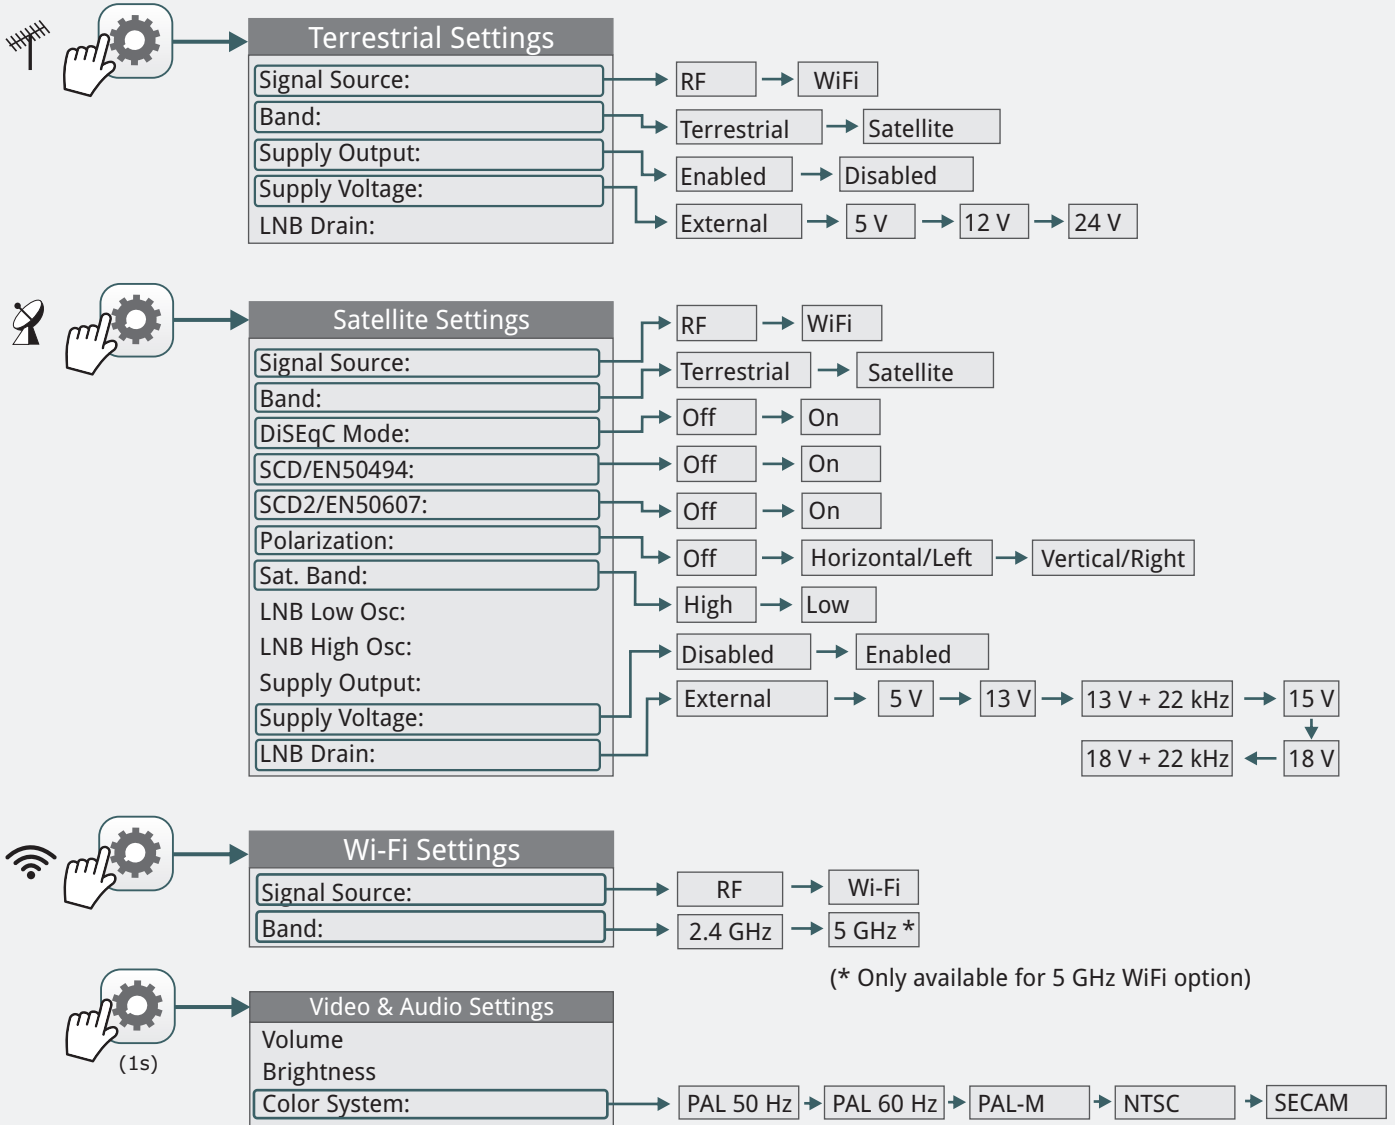 Terrestrial Settings
Signal Source:
RF
WiFi
Band:
Terrestrial
Satellite
Supply Output:
Enabled
Disabled
Supply Voltage:
External
5 V
12 V
24 V
LNB Drain:
Satellite Settings
Signal Source:
RF
WiFi
Band:
Terrestrial
Satellite
DiSEqC Mode:
Off
On
SCD/EN50494:
Off
On
SCD2/EN50607:
Off
On
Polarization:
Off
Horizontal/Left
Vertical/Right
Sat. Band:
High
Low
LNB Low Osc:
LNB High Osc:
Supply Output:
Supply Voltage:
Disabled
Enabled
LNB Drain:
External
5 V
13 V
13 V + 22 kHz
15 V
18 V
18 V + 22 kHz
Wi-Fi Settings
Signal Source:
RF
Wi-Fi
Band:
2.4 GHz
5 GHz *
(* Only available for 5 GHz WiFi option)
(1s)
Video & Audio Settings
Volume
Brightness
Color System:
PAL 50 Hz
PAL 60 Hz
PAL-M
NTSC
SECAM